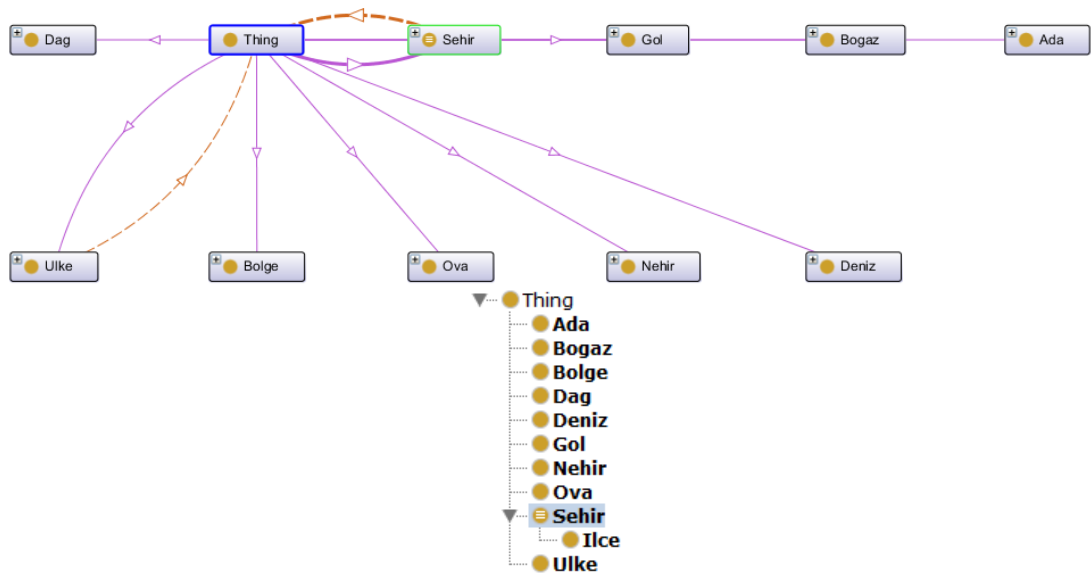 Dag Thing Sehir Gol Bogaz Ada
Ulke Bolge Ova Nehir Deniz
Thing
Ada
Bogaz
Bolge
Dag
Deniz
Gol
Nehir
Ova
Sehir
Ilce
Ulke